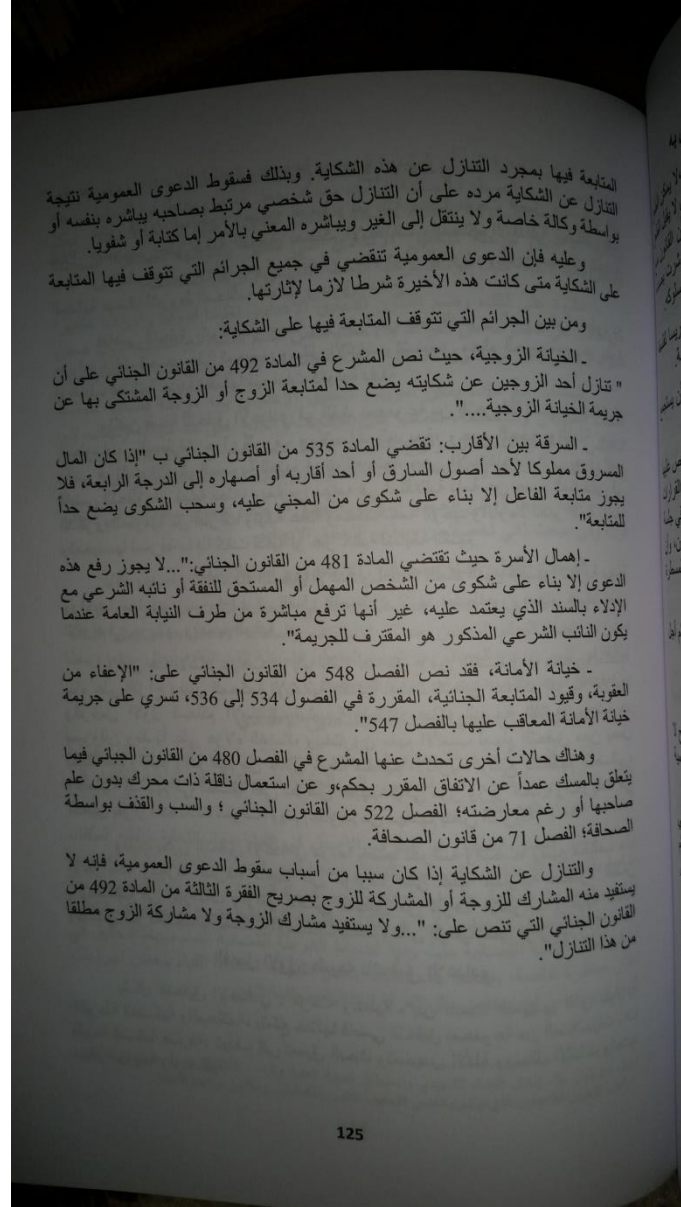 المتابعة فيها بمجرد التنازل عن هذه الشكاية. وبذلك فسقوط الدعوى العمومية نتيجة
التنازل عن الشكاية مرده على أن التنازل حق شخصي مرتبط بصاحبه يباشره بنفسه أو
بواسطة وكالة خاصة ولا ينتقل إلى الغير ويباشره المعني بالأمر إما كتابة أو شفويا.
وعليه فإن الدعوى العمومية تنقضي في جميع الجرائم التي تتوقف فيها المتابعة
على الشكاية متى كانت هذه الأخيرة شرطا لازما لإثارتها.
ومن بين الجرائم التي تتوقف المتابعة فيها على الشكاية:
ـ الخيانة الزوجية، حيث نص المشرع في المادة 492 من القانون الجنائي على أن
" تنازل أحد الزوجين عن شكايته يضع حدا لمتابعة الزوج أو الزوجة المشتكى بها عن
جريمة الخيانة الزوجية....".
ـ السرقة بين الأقارب: تقضي المادة 535 من القانون الجنائي ب "إذا كان المال
المسروق مملوكا لأحد أصول السارق أو أحد أقاربه أو أصهاره إلى الدرجة الرابعة، فلا
يجوز متابعة الفاعل إلا بناء على شكوى من المجني عليه، وسحب الشكوى يضع حداً
للمتابعة".
ـ إهمال الأسرة حيث تقتضي المادة 481 من القانون الجنائي:"...لا يجوز رفع هذه
الدعوى إلا بناء على شكوى من الشخص المهمل أو المستحق للنفقة أو نائبه الشرعي مع
الإدلاء بالسند الذي يعتمد عليه، غير أنها ترفع مباشرة من طرف النيابة العامة عندما
يكون النائب الشرعي المذكور هو المقترف للجريمة".
ـ خيانة الأمانة، فقد نص الفصل 548 من القانون الجنائي على: "الإعفاء من
العقوبة، وقيود المتابعة الجنائية، المقررة في الفصول 534 إلى 536، تسري على جريمة
خيانة الأمانة المعاقب عليها بالفصل 547".
وهناك حالات أخرى تحدث عنها المشرع في الفصل 480 من القانون الجبائي فيما
يتعلق بالمسك عمداً عن الاتفاق المقرر بحكم،و عن استعمال ناقلة ذات محرك بدون علم
صاحبها أو رغم معارضته؛ الفصل 522 من القانون الجنائي ؛ والسب والقذف بواسطة
الصحافة؛ الفصل 71 من قانون الصحافة.
والتنازل عن الشكاية إذا كان سببا من أسباب سقوط الدعوى العمومية، فإنه لا
يستفيد منه المشارك للزوجة أو المشاركة للزوج بصريح الفقرة الثالثة من المادة 492 من
القانون الجنائي التي تنص على: "...ولا يستفيد مشارك الزوجة ولا مشاركة الزوج مطلقا
من هذا التنازل".
125